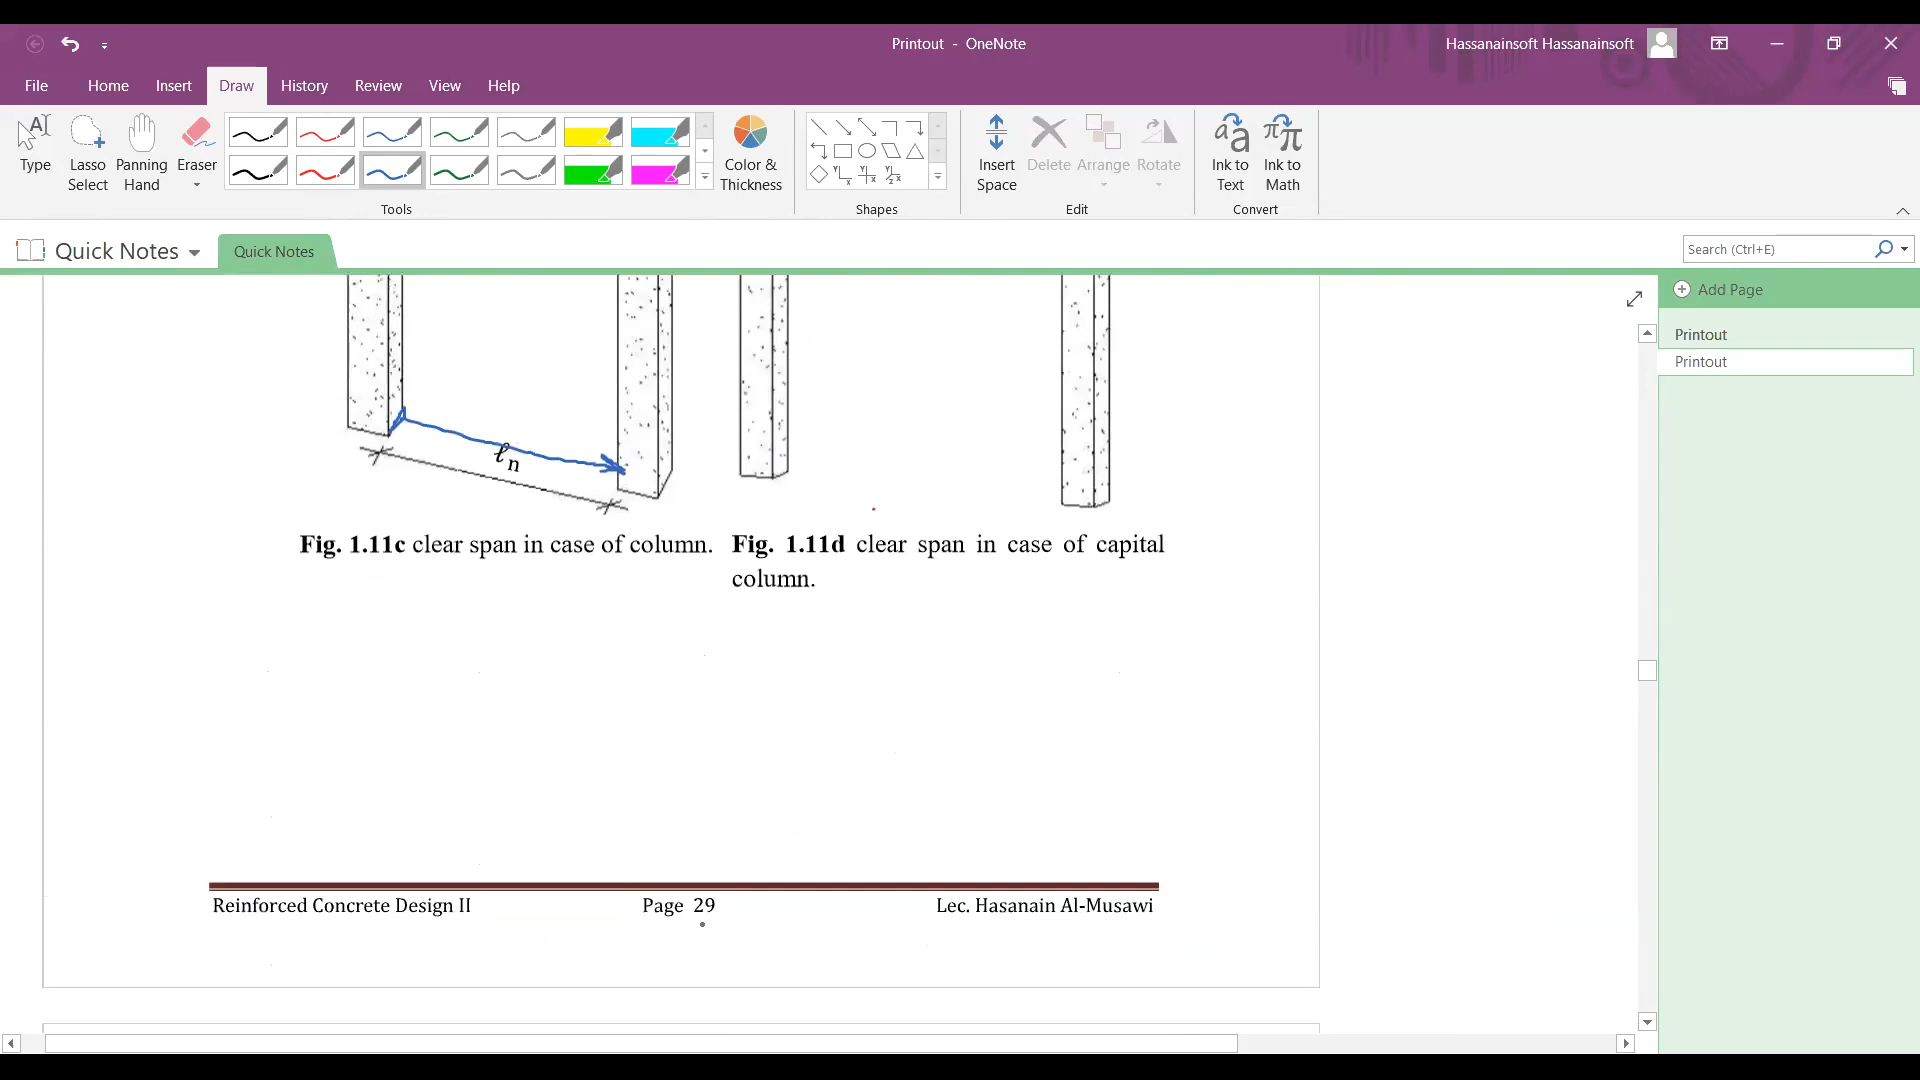 Printout - OneNote
Hassanainsoft Hassanainsoft
File
Home
Insert
Draw
History
Review
View
Help
Type
Lasso Select
Panning Hand
Eraser
Color & Thickness
Insert Space
Delete
Arrange
Rotate
Ink to Text
Ink to Math
Tools
Shapes
Edit
Convert
Quick Notes
Quick Notes
Search (Ctrl+E)
Add Page
Printout
Printout
ℓn
Fig. 1.11c clear span in case of column.
Fig. 1.11d clear span in case of capital
column.
Reinforced Concrete Design II
Page 29
Lec. Hasanain Al-Musawi